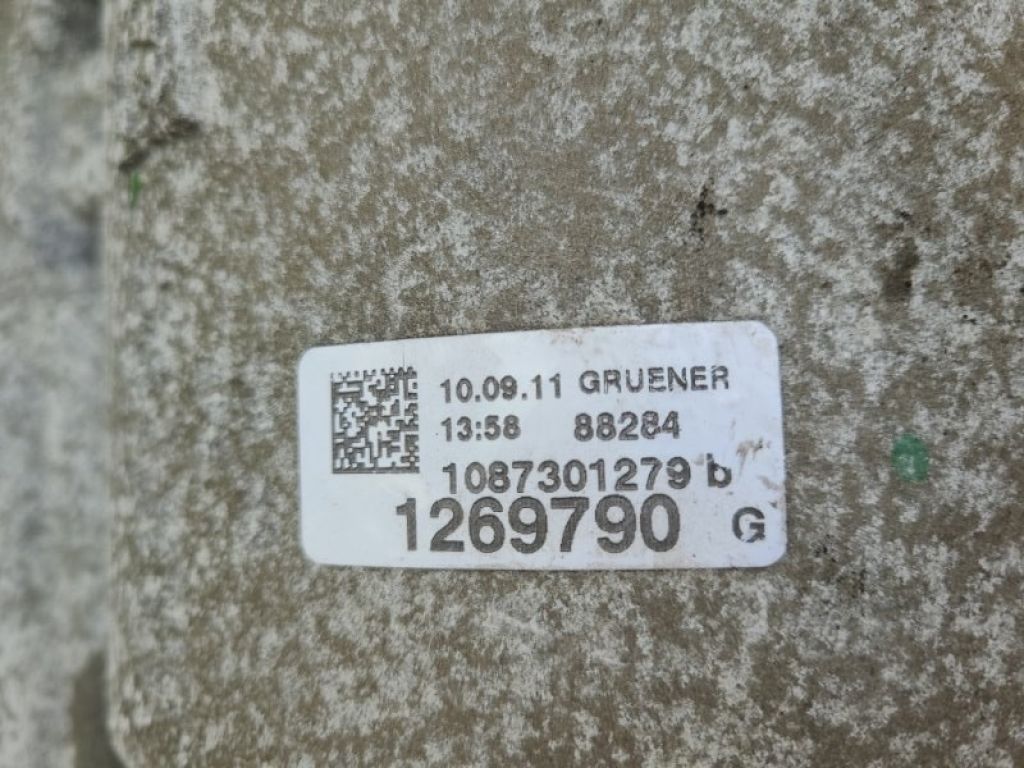 10.09.11 GRUENER
13:58 88284
1087301279 b
1269790 G